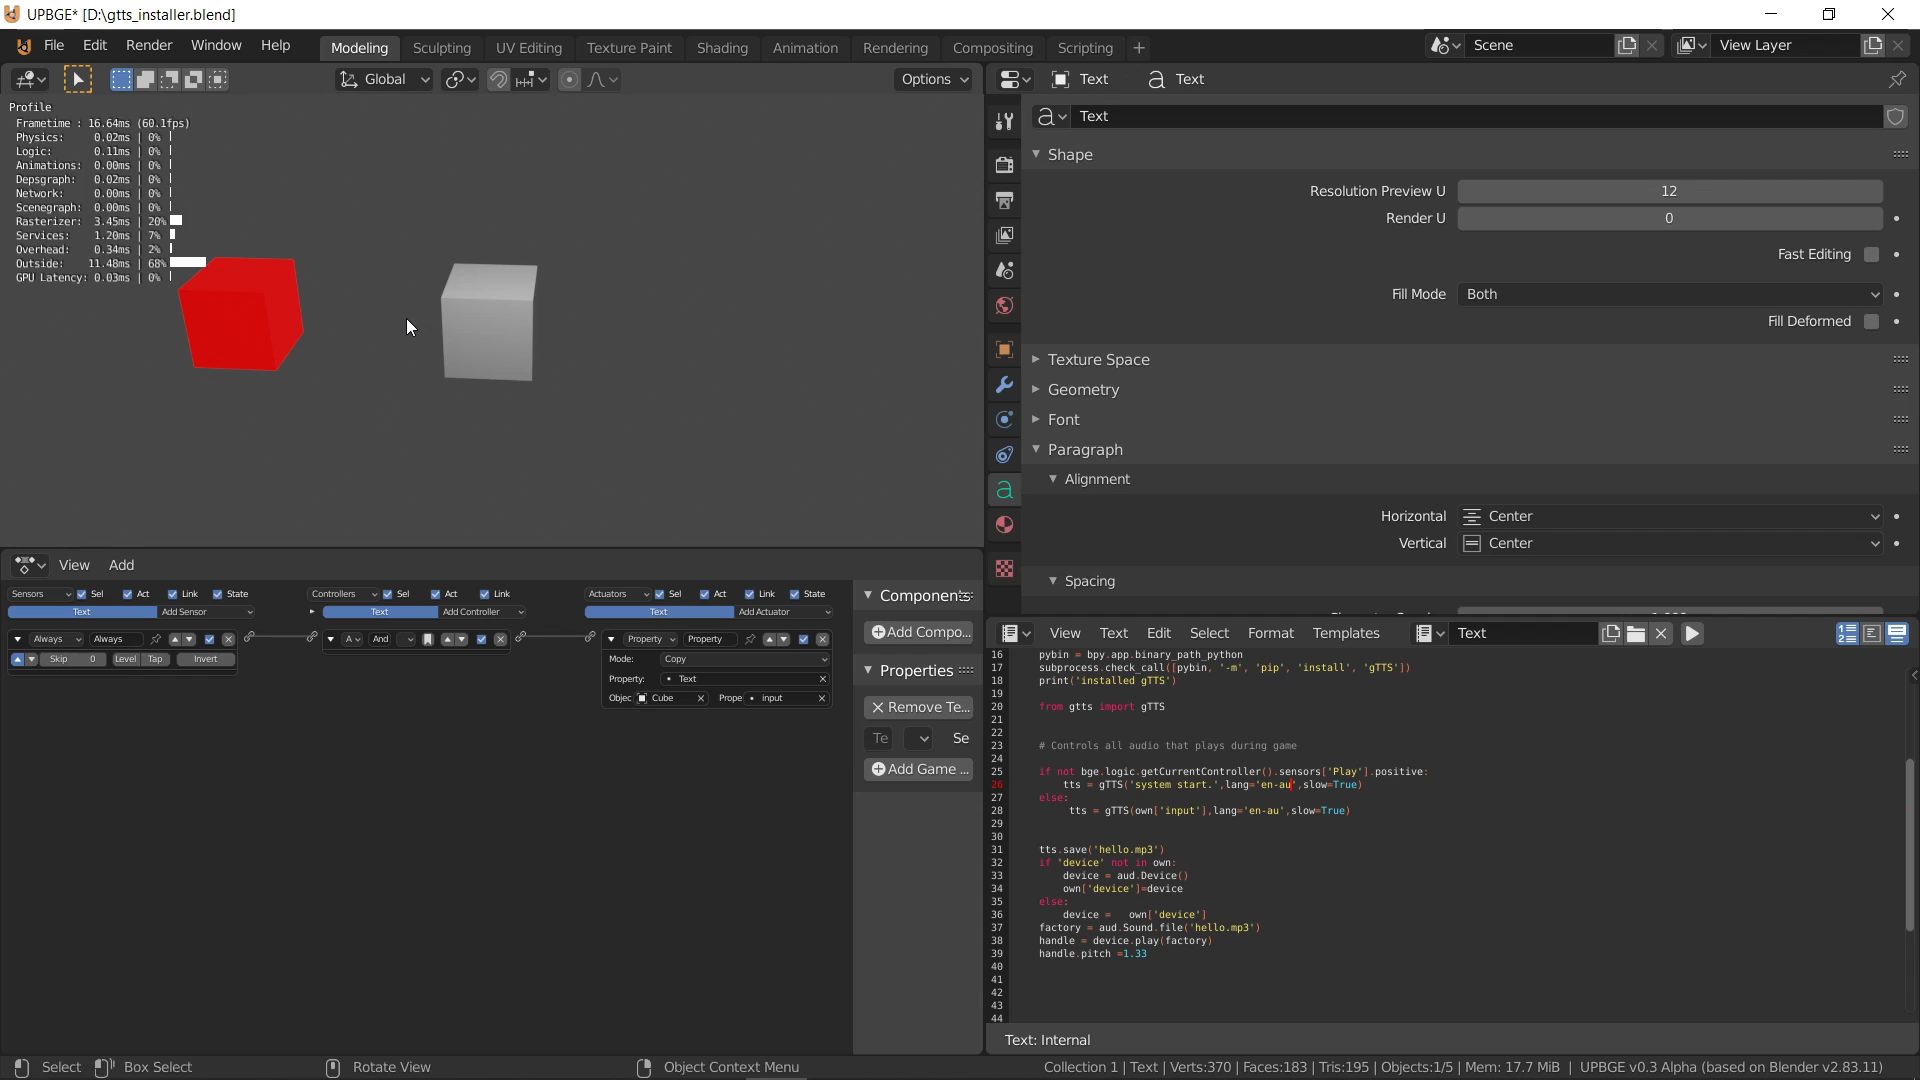 UPBGE* [D:\gtts_installer.blend]
File Edit Render Window Help
Modeling Sculpting UV Editing Texture Paint Shading Animation Rendering Compositing Scripting +
Scene
View Layer
Global
Options
Text Text
Profile
Frametime : 16.64ms (60.1fps)
Physics: 0.02ms | 0%
Logic: 0.11ms | 0%
Animations: 0.00ms | 0%
Depsgraph: 0.02ms | 0%
Network: 0.00ms | 0%
Scenegraph: 0.00ms | 0%
Rasterizer: 3.45ms | 20%
Services: 1.20ms | 7%
Overhead: 0.34ms | 2%
Outside: 11.48ms | 68%
GPU Latency: 0.03ms | 0%
Text
Shape
Resolution Preview U 12
Render U 0
Fast Editing
Fill Mode Both
Fill Deformed
Texture Space
Geometry
Font
Paragraph
Alignment
Horizontal Center
Vertical Center
Spacing
View Add
Sensors Sel Act Link State
Text Add Sensor
Always Always
Skip 0 Level Tap Invert
Controllers Sel Act Link
Text Add Controller
A And
Actuators Sel Act Link State
Text Add Actuator
Property Property
Mode: Copy
Property: Text
Objec Cube Prope input
Components
Add Compo...
Properties
Remove Te...
Te Se
Add Game ...
View Text Edit Select Format Templates
Text
16 pybin = bpy.app.binary_path_python
17 subprocess.check_call([pybin, '-m', 'pip', 'install', 'gTTS'])
18 print('installed gTTS')
19
20 from gtts import gTTS
21
22
23 # Controls all audio that plays during game
24
25 if not bge.logic.getCurrentController().sensors['Play'].positive:
26 tts = gTTS('system start.',lang='en-au',slow=True)
27 else:
28 tts = gTTS(own['input'],lang='en-au',slow=True)
29
30
31 tts.save('hello.mp3')
32 if 'device' not in own:
33 device = aud.Device()
34 own['device']=device
35 else:
36 device = own['device']
37 factory = aud.Sound.file('hello.mp3')
38 handle = device.play(factory)
39 handle.pitch =1.33
40
41
42
43
44
Text: Internal
Select Box Select Rotate View Object Context Menu
Collection 1 | Text | Verts:370 | Faces:183 | Tris:195 | Objects:1/5 | Mem: 17.7 MiB | UPBGE v0.3 Alpha (based on Blender v2.83.11)